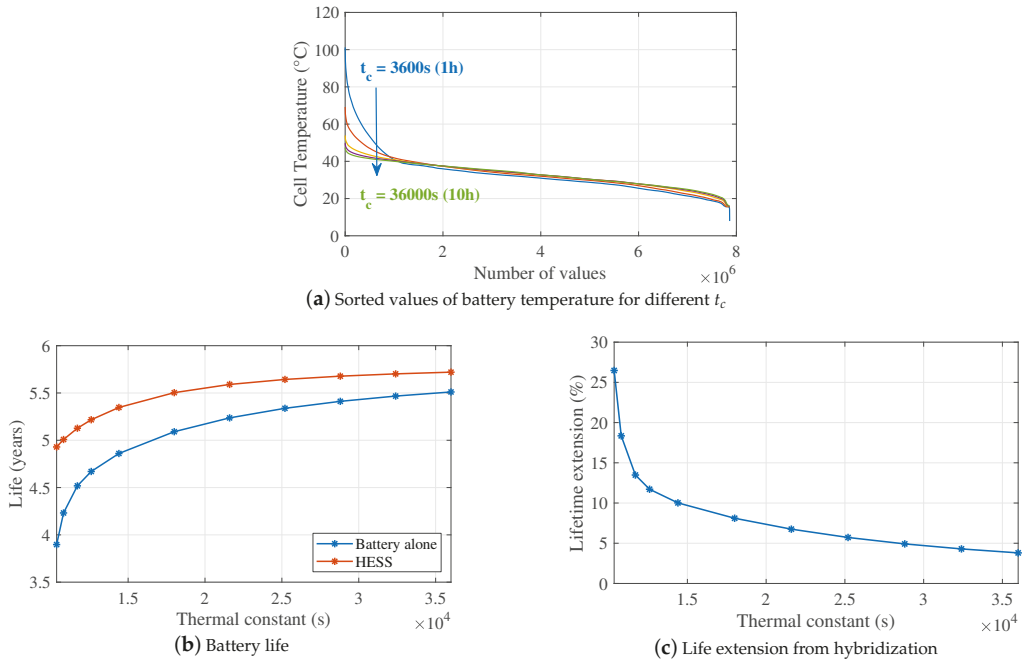 120
100
80
60
40
20
0
Cell Temperature (°C)
t_c = 3600s (1h)
t_c = 36000s (10h)
0 2 4 6 8
Number of values
×10^6
(a) Sorted values of battery temperature for different t_c
6
5.5
5
4.5
4
3.5
Life (years)
Battery alone
HESS
1.5 2 2.5 3 3.5
Thermal constant (s)
×10^4
(b) Battery life
30
25
20
15
10
5
0
Lifetime extension (%)
1.5 2 2.5 3 3.5
Thermal constant (s)
×10^4
(c) Life extension from hybridization